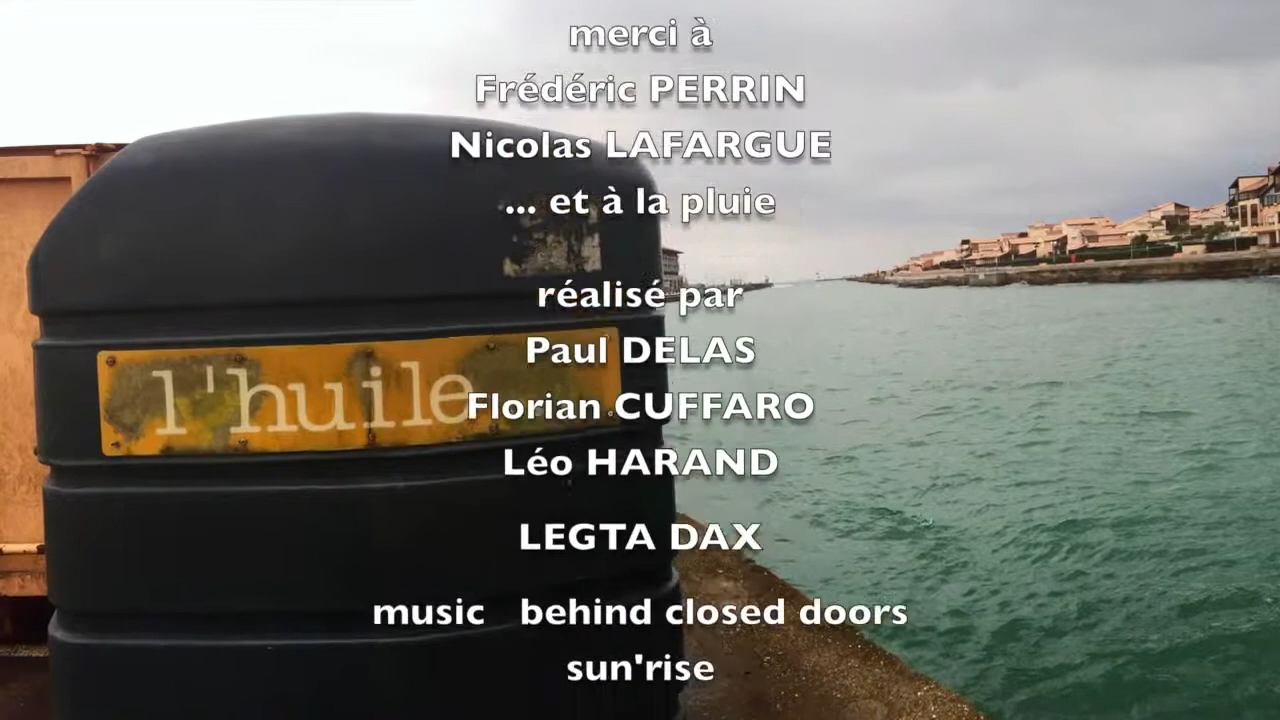 merci à
Frédéric PERRIN
Nicolas LAFARGUE
... et à la pluie
réalisé par
Paul DELAS
l'huile
Florian CUFFARO
Léo HARAND
LEGTA DAX
music behind closed doors
sun'rise